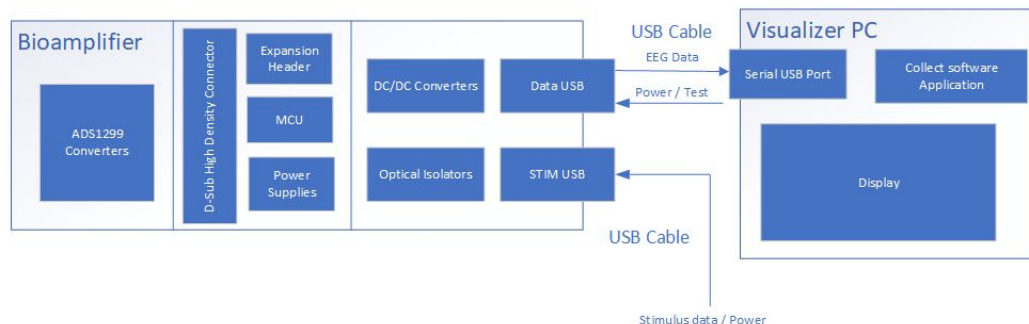 Bioamplifier
ADS1299
Converters
D-Sub High Density Connector
Expansion
Header
MCU
Power
Supplies
DC/DC Converters
Optical Isolators
Data USB
STIM USB
USB Cable
EEG Data
Power / Test
USB Cable
Stimulus data / Power
Visualizer PC
Serial USB Port
Collect software
Application
Display